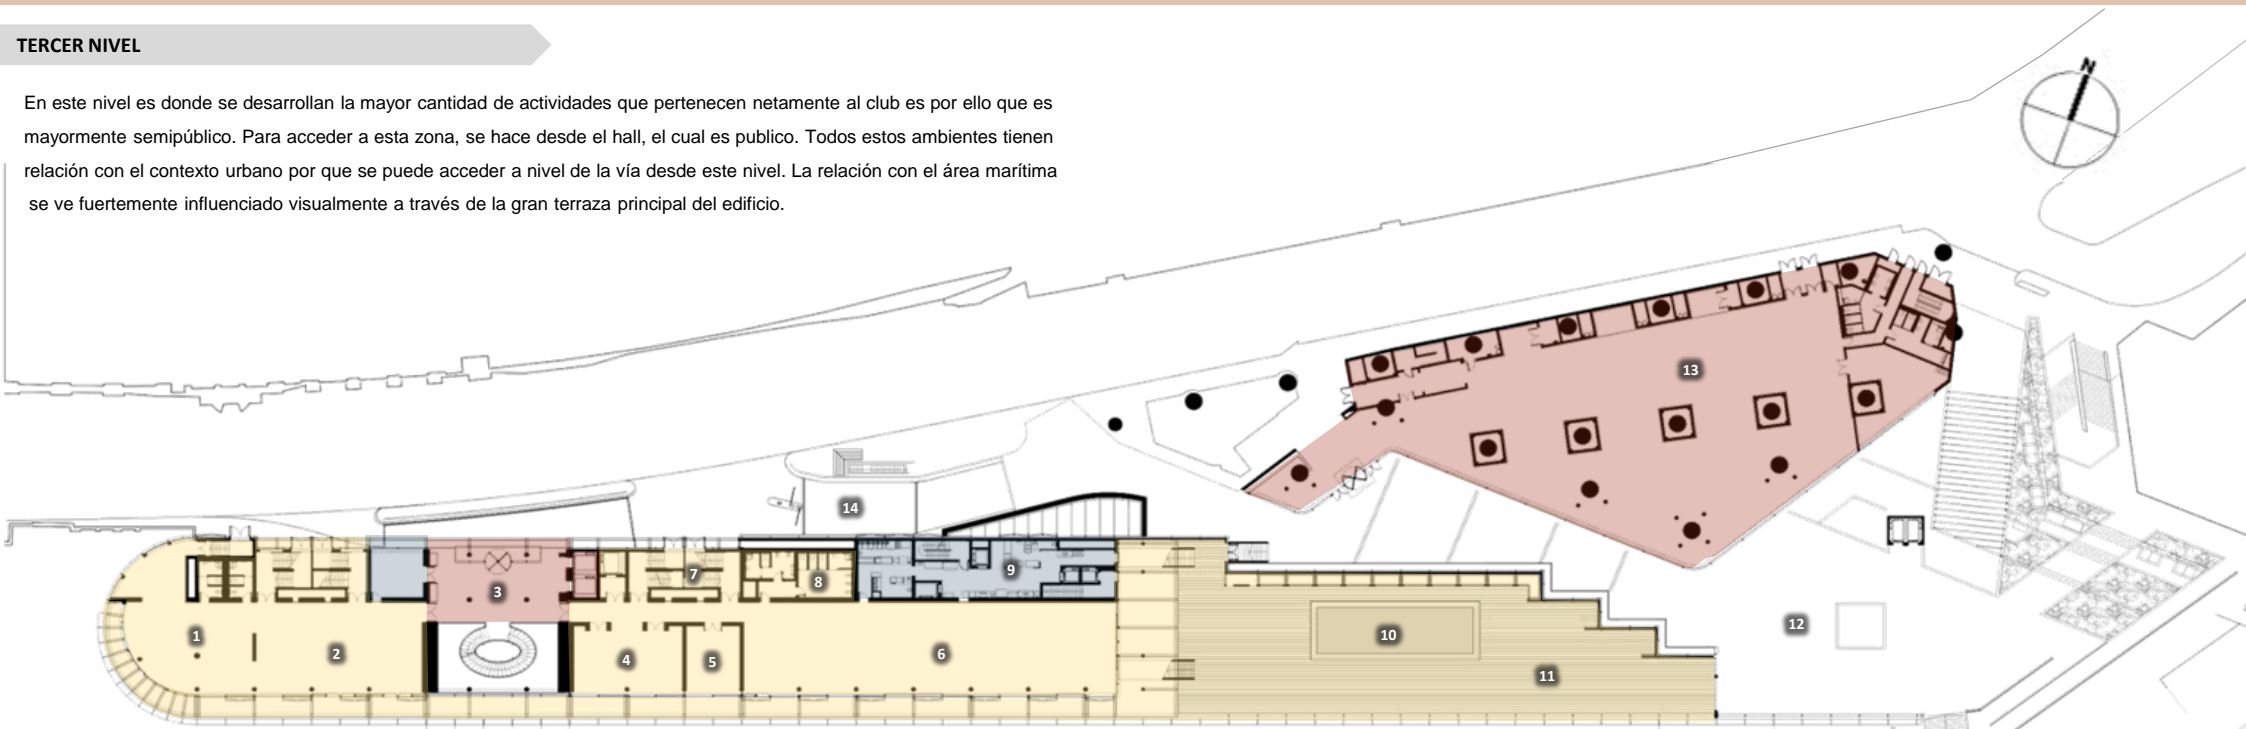 TERCER NIVEL
En este nivel es donde se desarrollan la mayor cantidad de actividades que pertenecen netamente al club es por ello que es
mayormente semipúblico. Para acceder a esta zona, se hace desde el hall, el cual es publico. Todos estos ambientes tienen
relación con el contexto urbano por que se puede acceder a nivel de la vía desde este nivel. La relación con el área marítima
se ve fuertemente influenciado visualmente a través de la gran terraza principal del edificio.
N
13
14
7
8
9
3
1
2
4
5
6
10
11
12